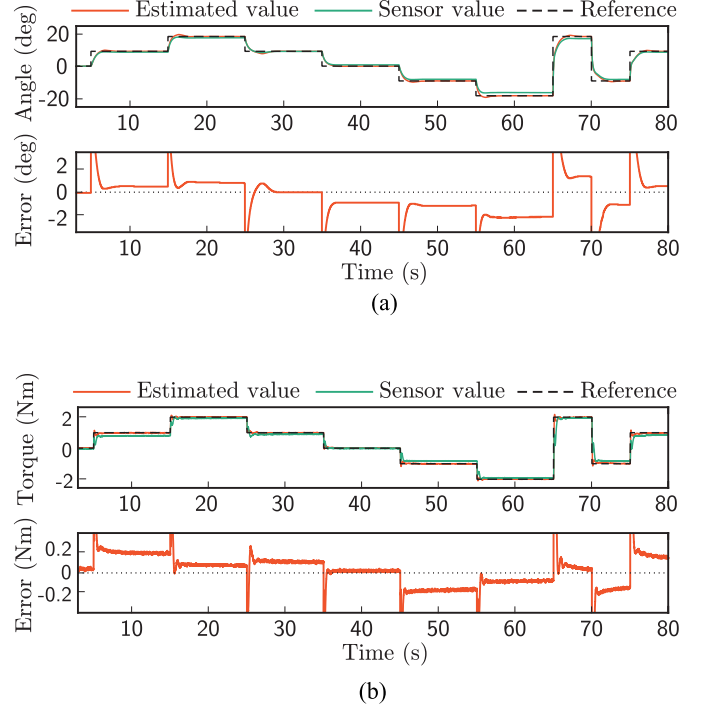 Estimated value Sensor value Reference
Angle (deg)
20
0
-20
10 20 30 40 50 60 70 80
Error (deg)
2
0
-2
10 20 30 40 50 60 70 80
Time (s)
(a)
Estimated value Sensor value Reference
Torque (Nm)
2
0
-2
10 20 30 40 50 60 70 80
Error (Nm)
0.2
0
-0.2
10 20 30 40 50 60 70 80
Time (s)
(b)